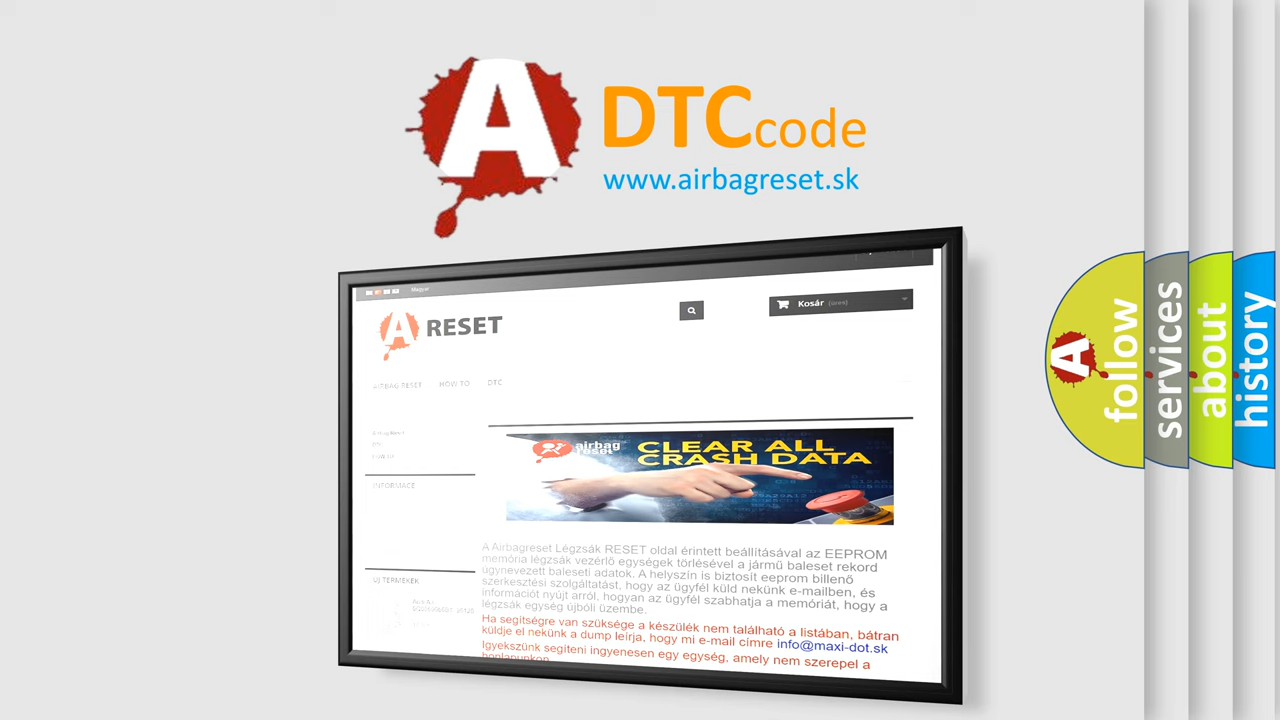 A
DTCcode
www.airbagreset.sk
Magyar
A RESET
Kosár (üres)
AIRBAG RESET HOW TO DTC
airbag
reset
CLEAR ALL
CRASH DATA
INFORMACE
A Airbagreset Légzsák RESET oldal érintett beállításával az EEPROM
memória légzsák vezérlő egységek törlésével a jármű baleset rekord
úgynevezett baleseti adatok. A helyszín is biztosít eeprom billenő
szerkesztési szolgáltatást, hogy az ügyfél küld nekünk e-mailben, és
információt nyújt arról, hogyan az ügyfél szabhatja a memóriát, hogy a
légzsák egység újbóli üzembe.
ÚJ TERMÉKEK
Ha segítségre van szüksége a készülék nem található a listában, bátran
küldje el nekünk a dump leírja, hogy mi e-mail címre info@maxi-dot.sk
Igyekszünk segíteni ingyenesen egy egység, amely nem szerepel a
honlapunkon
A
follow
services
about
history